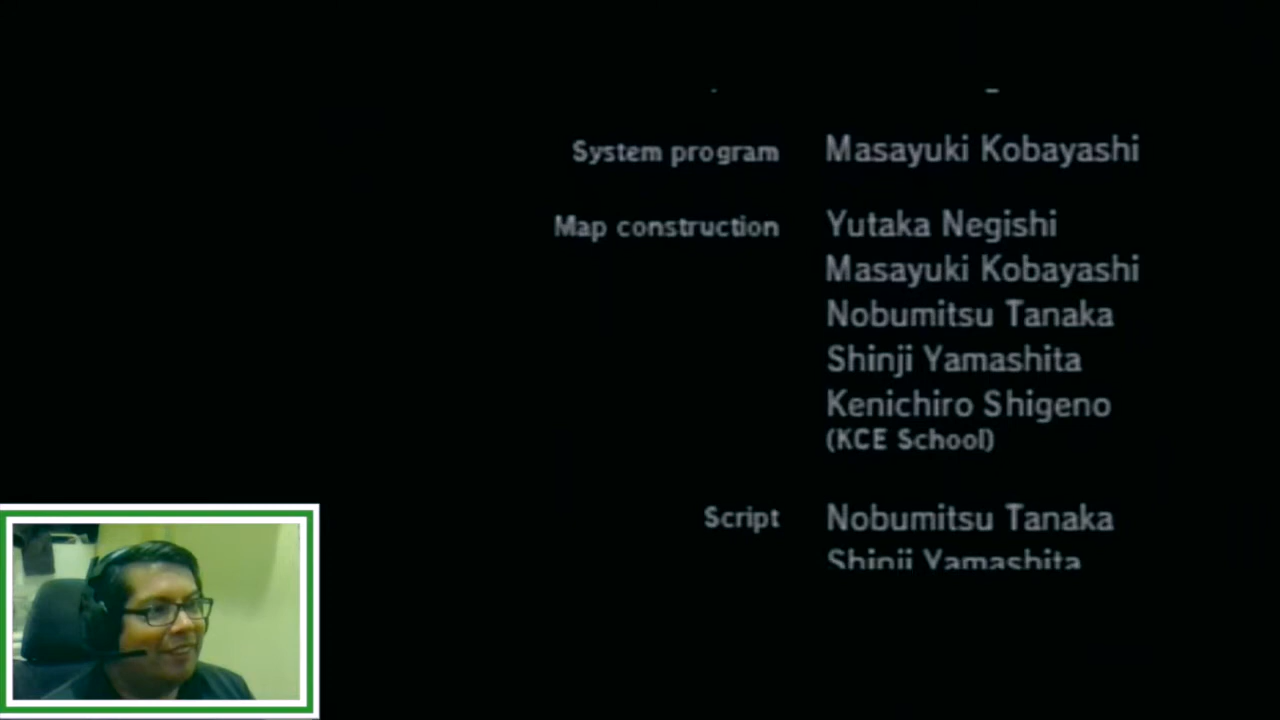 System program Masayuki Kobayashi
Map construction Yutaka Negishi
Masayuki Kobayashi
Nobumitsu Tanaka
Shinji Yamashita
Kenichiro Shigeno
(KCE School)
Script Nobumitsu Tanaka
Shinji Yamashita